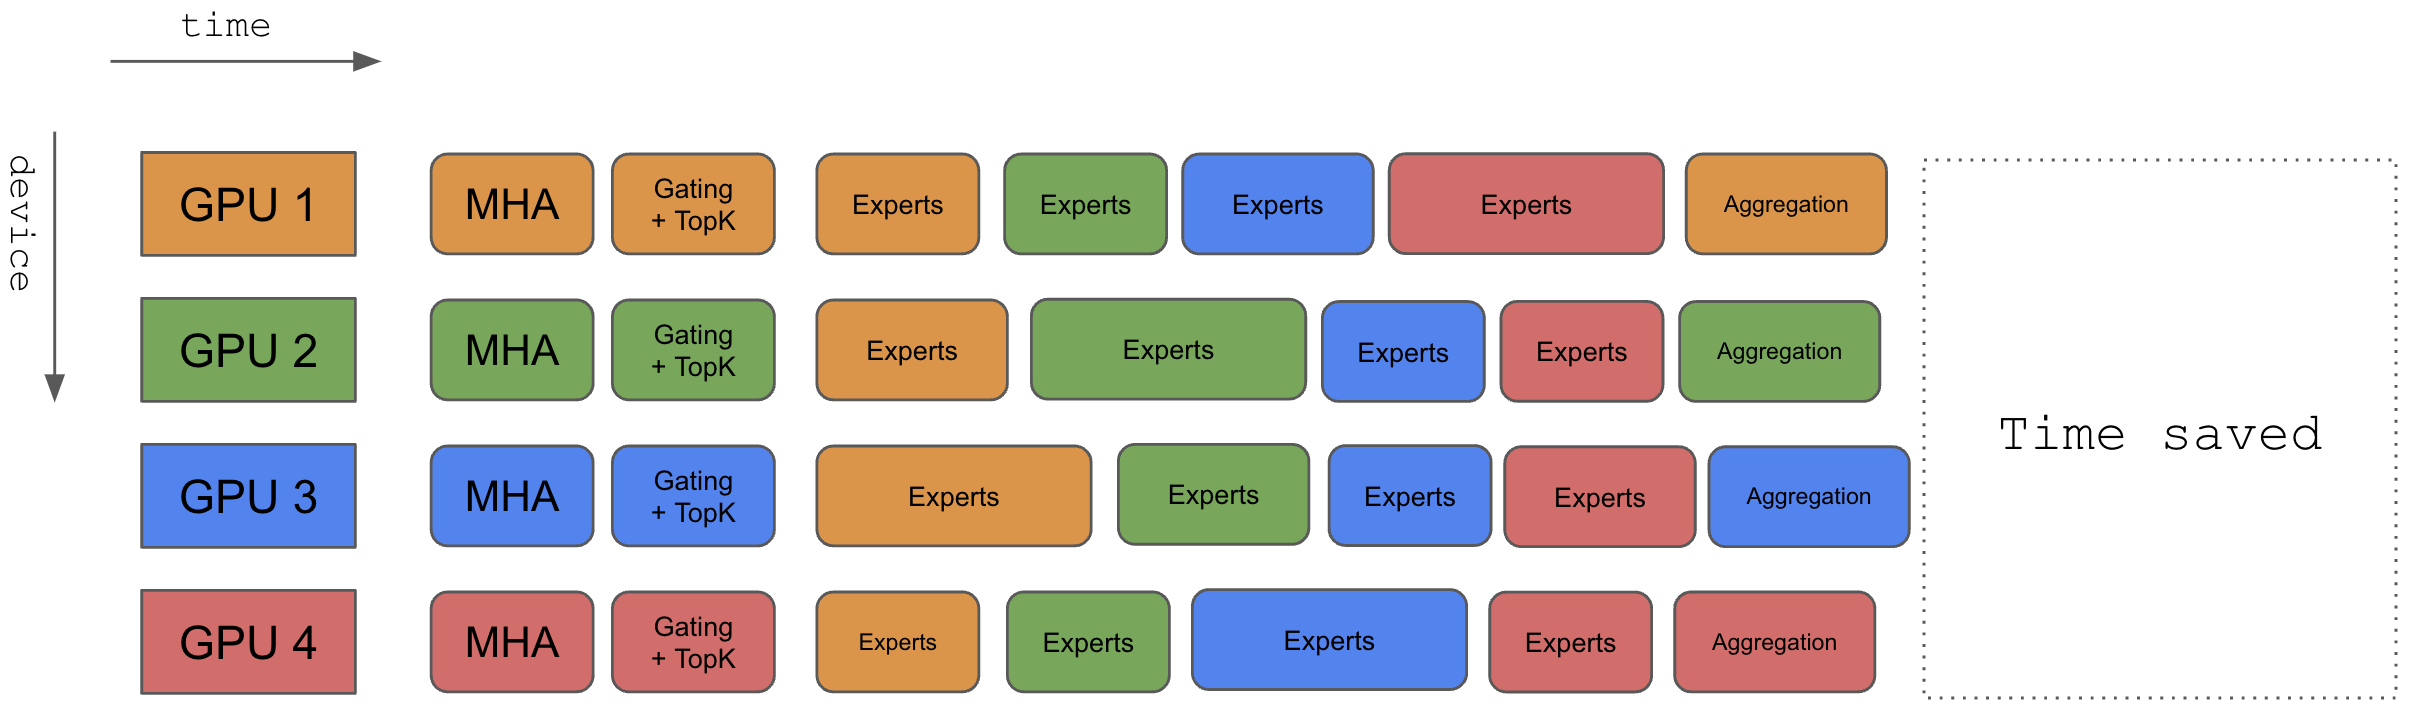 time
device
GPU 1
MHA
Gating
+ TopK
Experts
Experts
Experts
Experts
Aggregation
GPU 2
MHA
Gating
+ TopK
Experts
Experts
Experts
Experts
Aggregation
Time saved
GPU 3
MHA
Gating
+ TopK
Experts
Experts
Experts
Experts
Aggregation
GPU 4
MHA
Gating
+ TopK
Experts
Experts
Experts
Experts
Aggregation